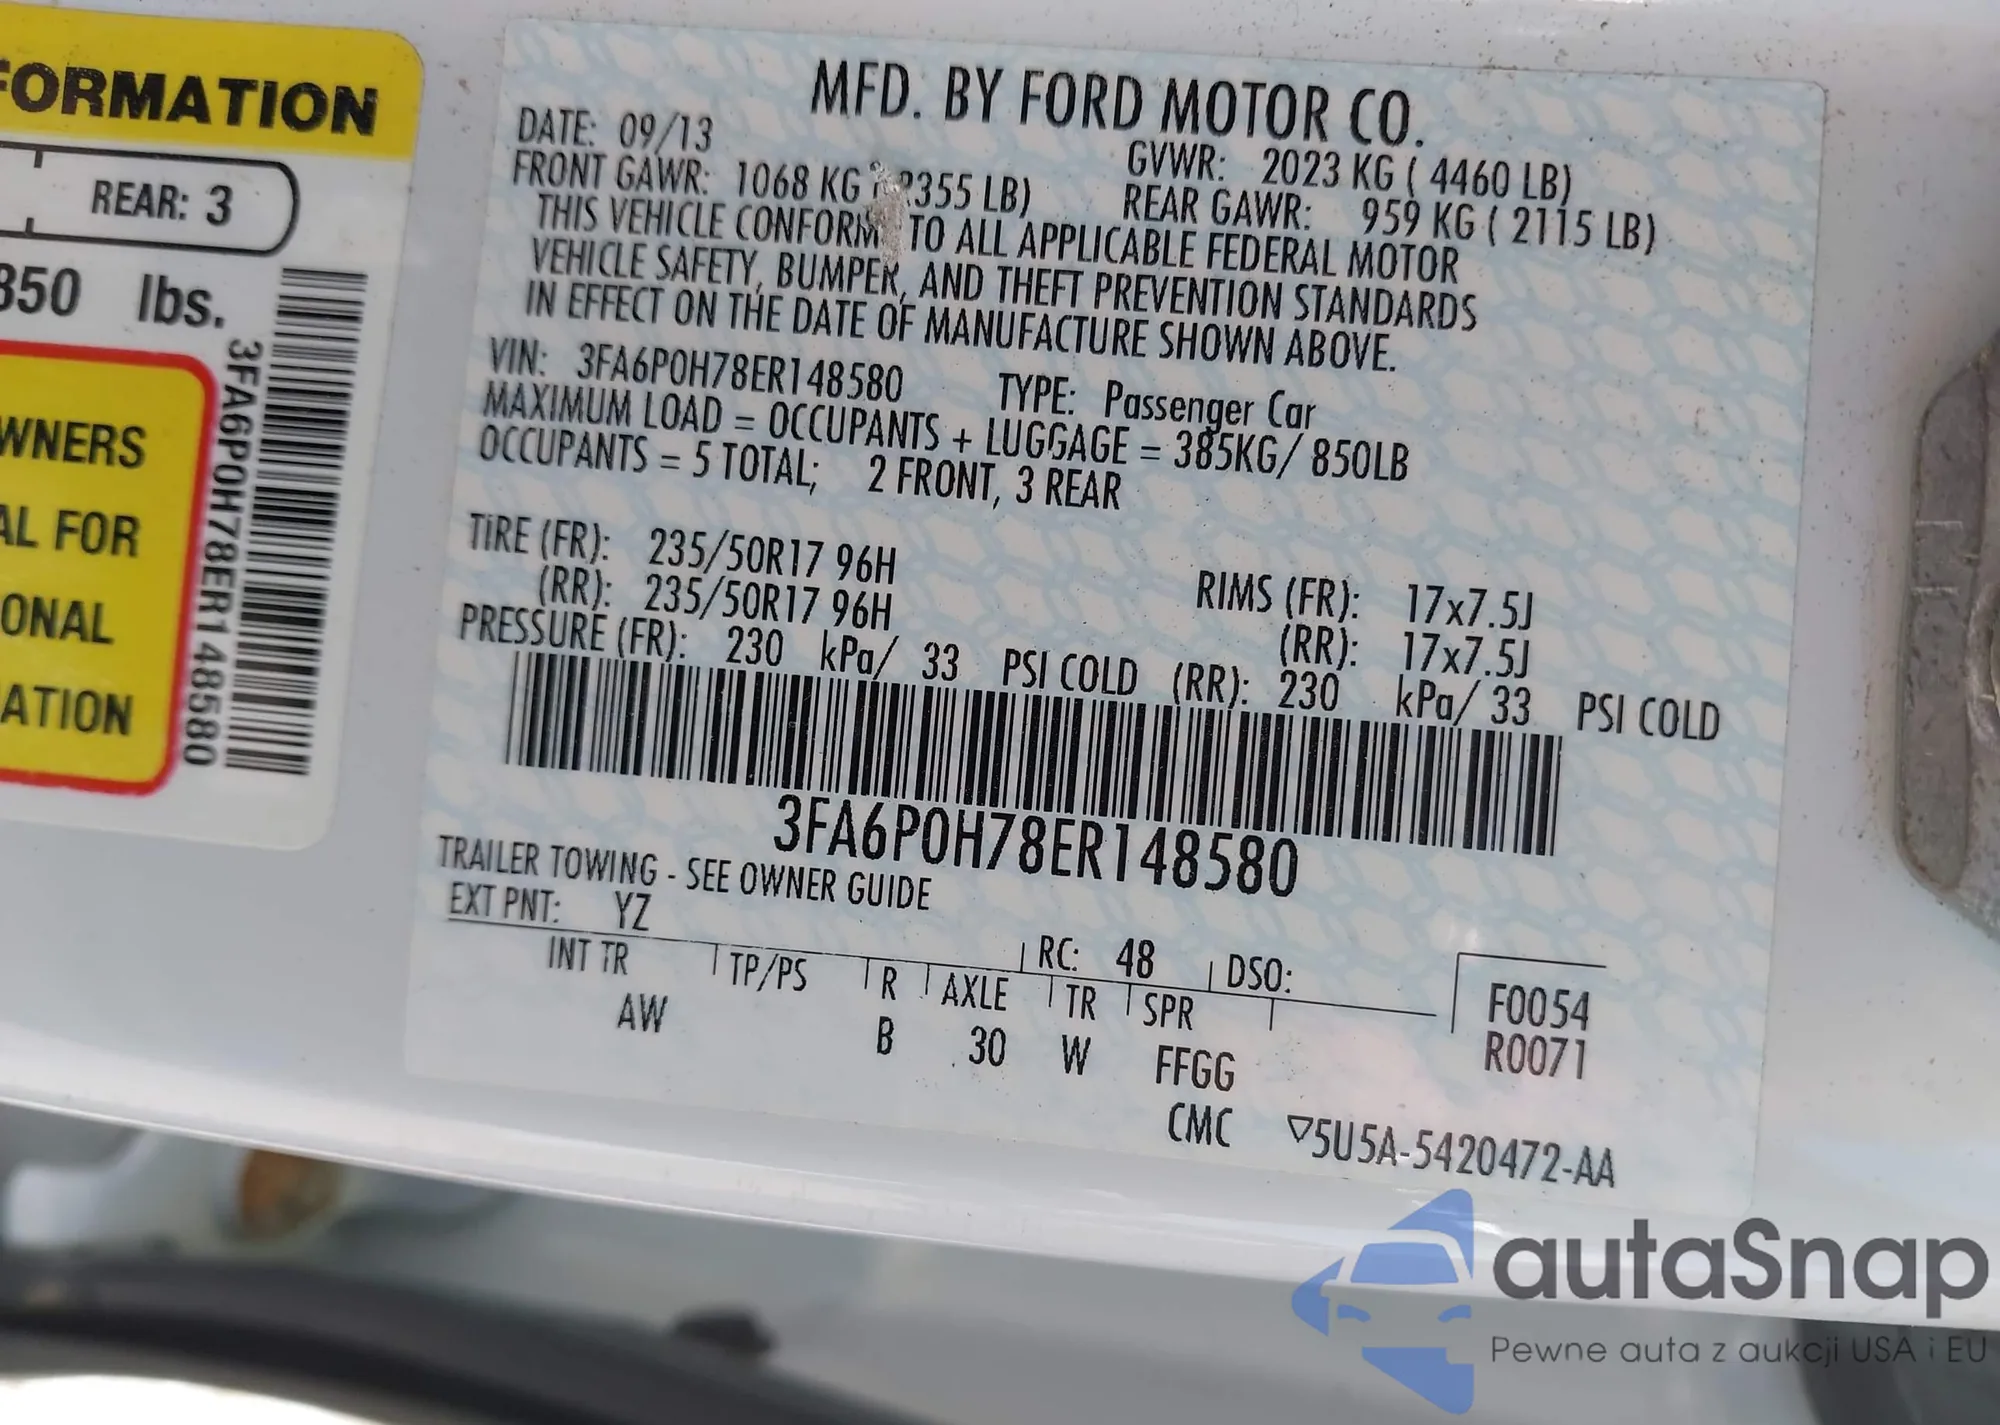 FORMATION
REAR: 3
850 lbs.
WNERS
AL FOR
ONAL
ATION
3FA6P0H78ER148580
MFD. BY FORD MOTOR CO.
DATE: 09/13
GVWR: 2023 KG ( 4460 LB)
FRONT GAWR: 1068 KG 2355 LB)
REAR GAWR: 959 KG ( 2115 LB)
THIS VEHICLE CONFORM TO ALL APPLICABLE FEDERAL MOTOR
VEHICLE SAFETY, BUMPER, AND THEFT PREVENTION STANDARDS
IN EFFECT ON THE DATE OF MANUFACTURE SHOWN ABOVE.
VIN: 3FA6P0H78ER148580 TYPE: Passenger Car
MAXIMUM LOAD = OCCUPANTS + LUGGAGE = 385KG/ 850LB
OCCUPANTS = 5 TOTAL; 2 FRONT, 3 REAR
TIRE (FR): 235/50R17 96H RIMS (FR): 17x7.5J
(RR): 235/50R17 96H (RR): 17x7.5J
PRESSURE (FR): 230 kPa/ 33 PSI COLD (RR): 230 kPa/ 33 PSI COLD
3FA6P0H78ER148580
TRAILER TOWING - SEE OWNER GUIDE
EXT PNT: YZ RC: 48 DSO:
INT TR TP/PS R AXLE TR SPR F0054
AW B 30 W FFGG R0071
CMC ▽5U5A-5420472-AA
autaSnap
Pewne auta z aukcji USA i EU